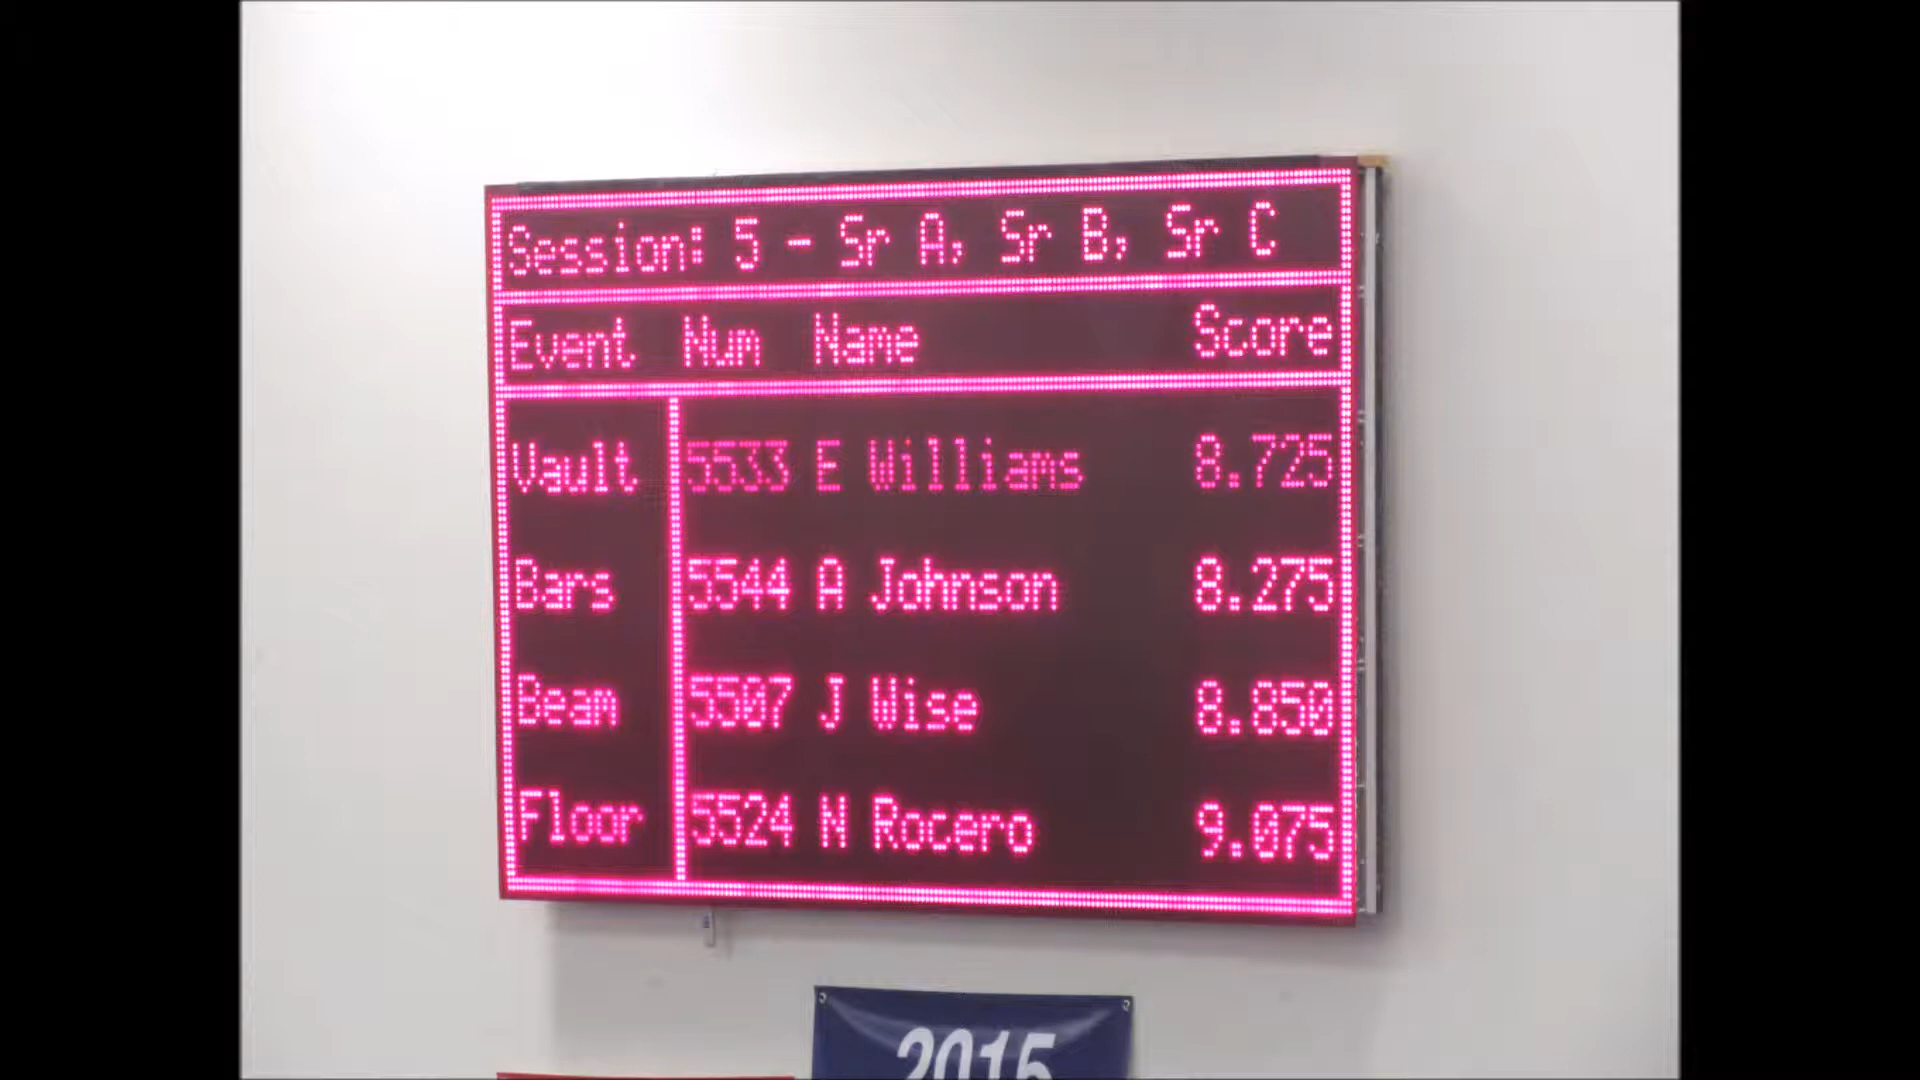 Session: 5 - Sr A, Sr B, Sr C
Event Num Name Score
Vault 5533 E Williams 8.725
Bars 5544 A Johnson 8.275
Beam 5507 J Wise 8.850
Floor 5524 N Rocero 9.075
2015